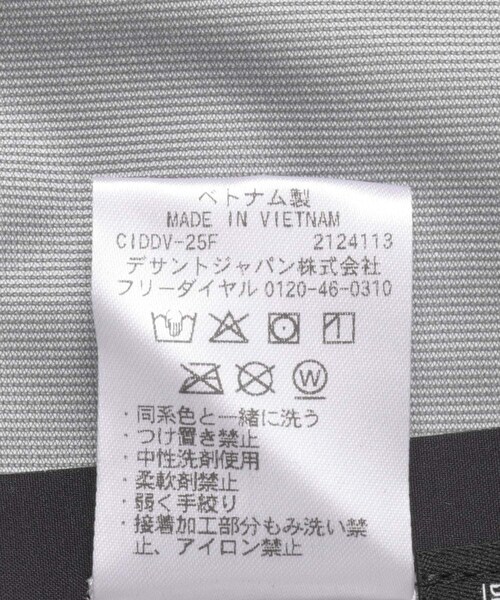 ベトナム製
MADE IN VIETNAM
CIDDV-25F 2124113
デサントジャパン株式会社
フリーダイヤル 0120-46-0310
W
・同系色と一緒に洗う
・つけ置き禁止
・中性洗剤使用
・柔軟剤禁止
・弱く手絞り
・接着加工部分もみ洗い禁
止、アイロン禁止